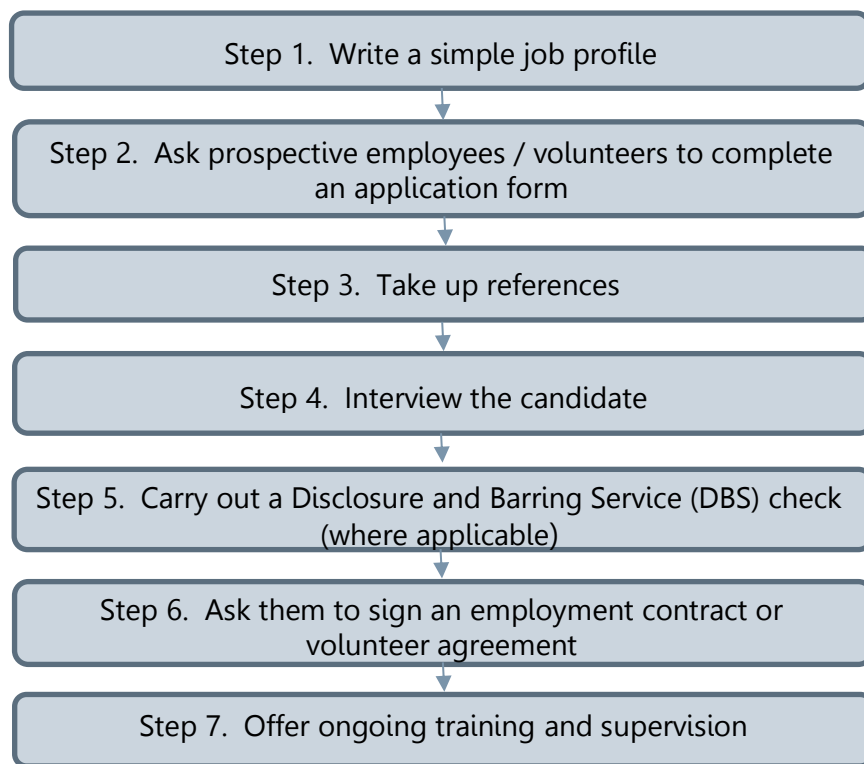 Step 1.  Write a simple job profile
Step 2.  Ask prospective employees / volunteers to complete
an application form
Step 3.  Take up references
Step 4.  Interview the candidate
Step 5.  Carry out a Disclosure and Barring Service (DBS) check
(where applicable)
Step 6.  Ask them to sign an employment contract or
volunteer agreement
Step 7.  Offer ongoing training and supervision